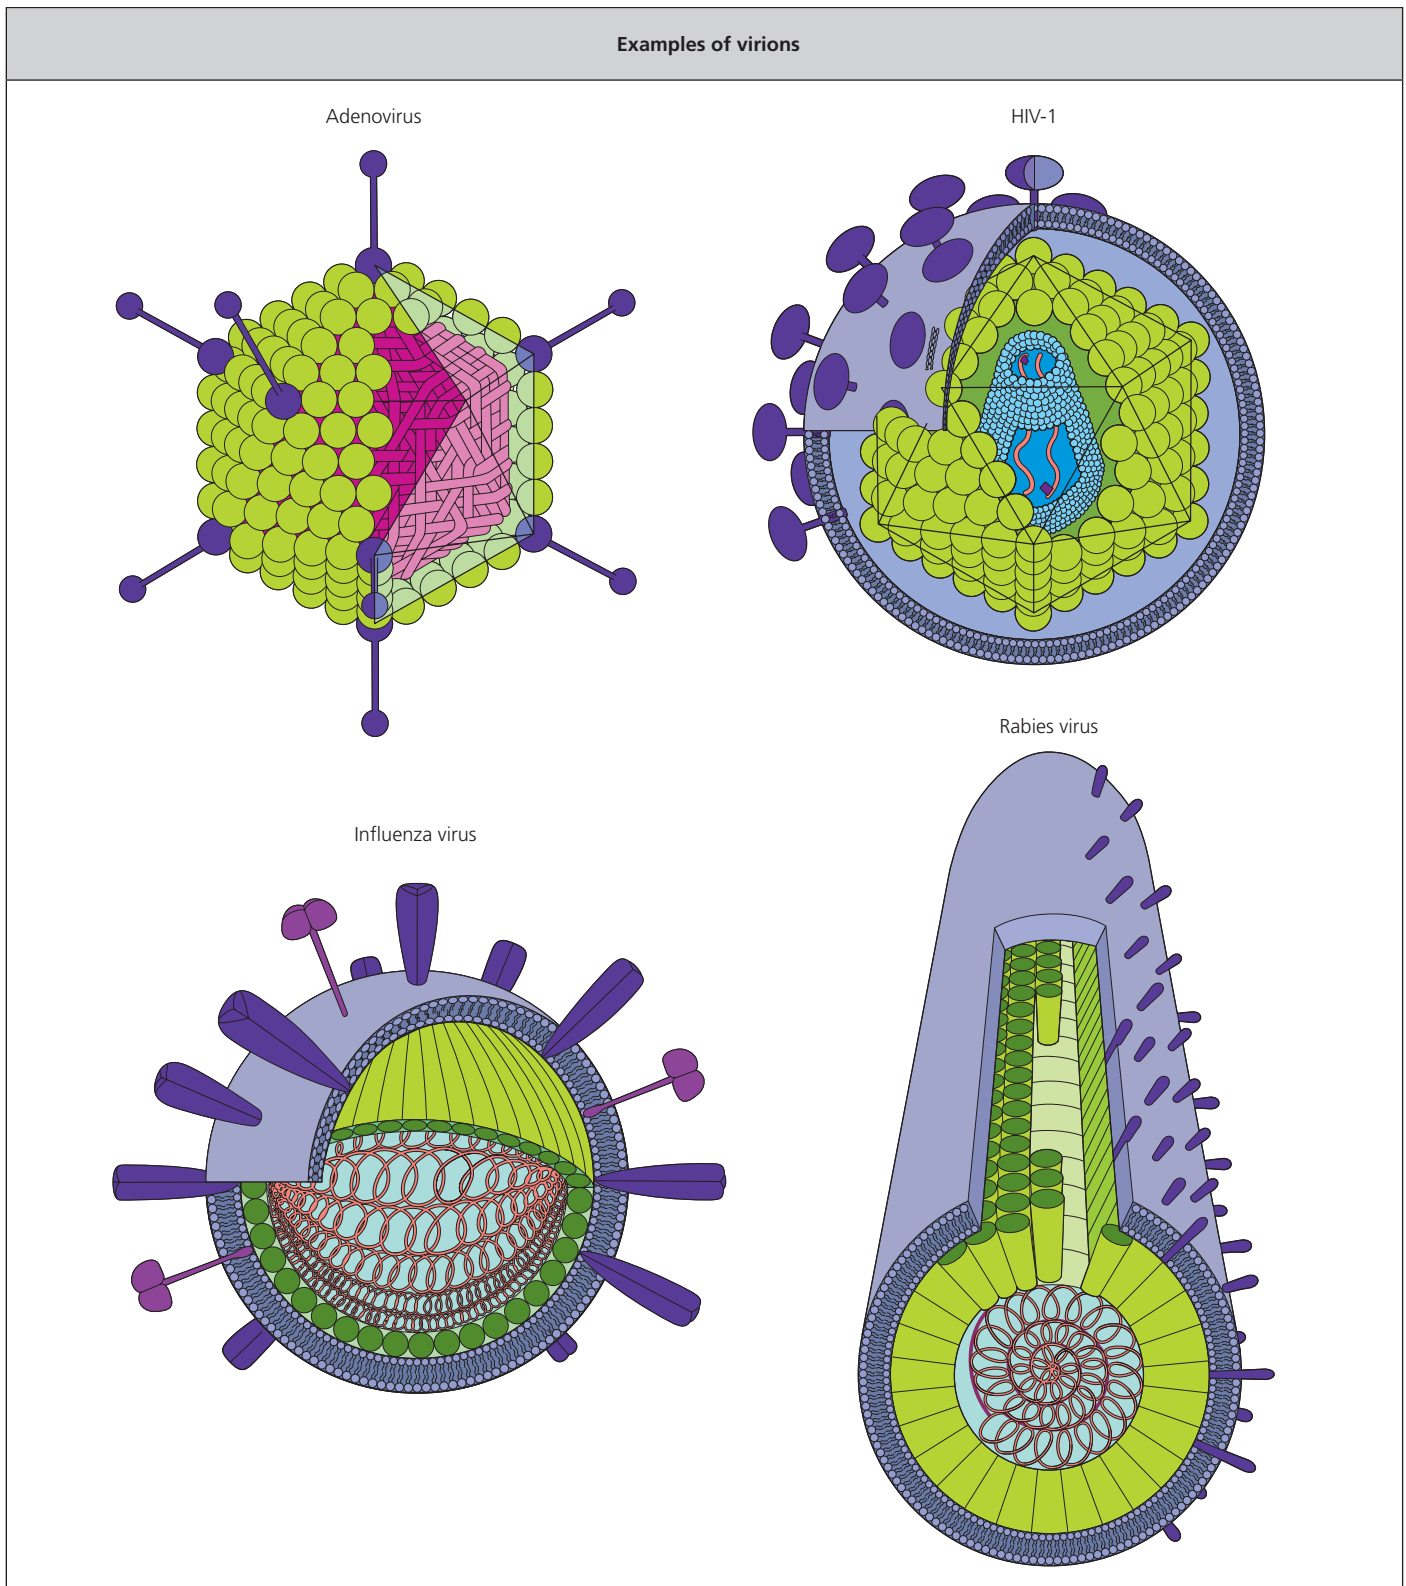 Examples of virions
Adenovirus
HIV-1
Influenza virus
Rabies virus